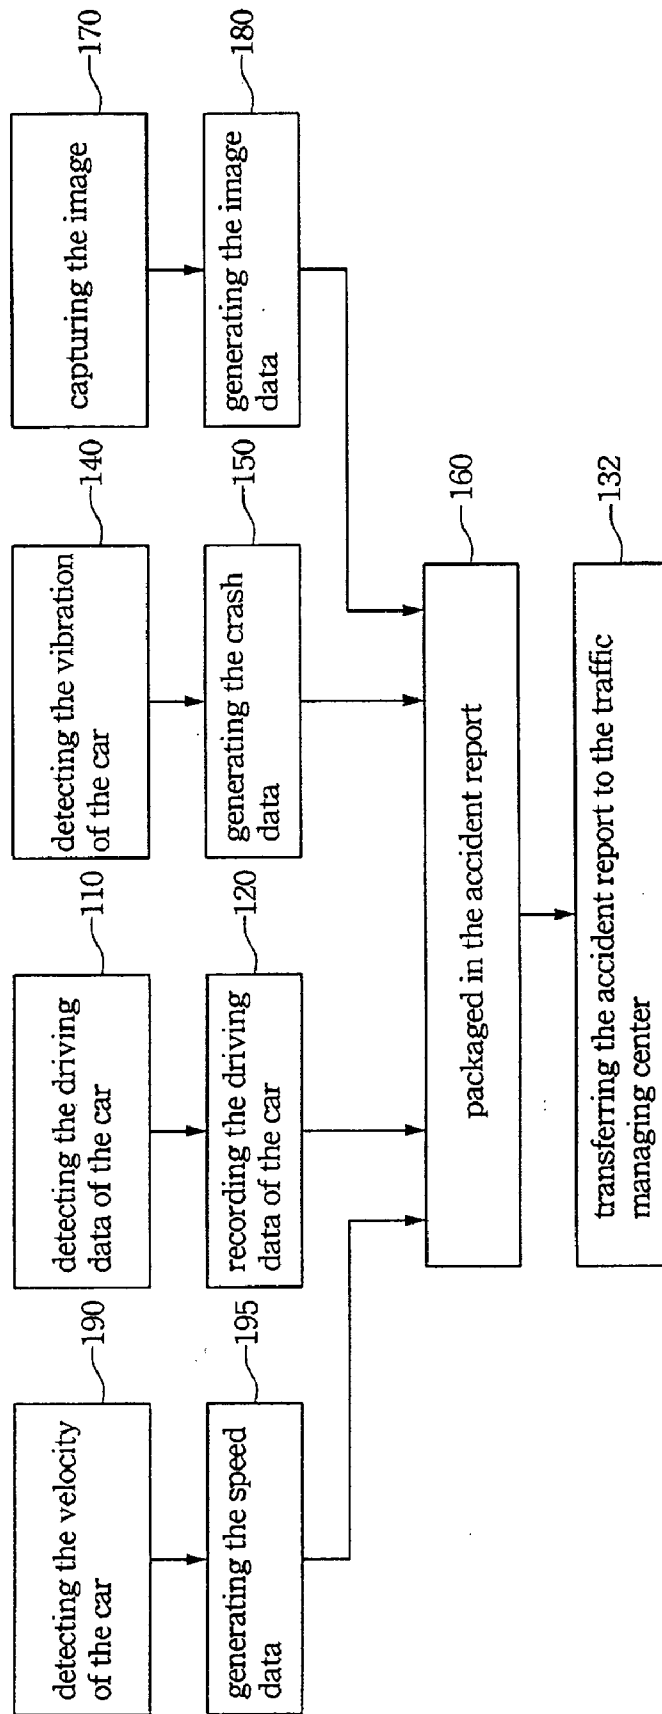 detecting the velocity
of the car
190
detecting the driving
data of the car
110
detecting the vibration
of the car
140
capturing the image
170
generating the speed
data
195
recording the driving
data of the car
120
generating the crash
data
150
generating the image
data
180
packaged in the accident report
160
transferring the accident report to the traffic
managing center
132